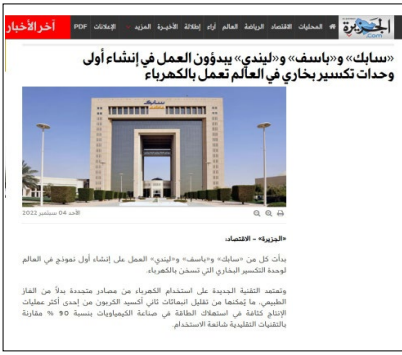 الجزيرة
.com
المحليات الاقتصاد الرياضة العالم آراء إطلالة الأخيرة المزيد الإعلانات PDF
آخر الأخبار
«سابك» و«باسف» و«ليندي» يبدؤون العمل في إنشاء أولى
وحدات تكسير بخاري في العالم تعمل بالكهرباء
سابك
الأحد 04 سبتمبر 2022
«الجزيرة» - الاقتصاد:
بدأت كل من «سابك» و«باسف» و«ليندي» العمل على إنشاء أول نموذج في العالم
لوحدة التكسير البخاري التي تسخن بالكهرباء.
وتعتمد التقنية الجديدة على استخدام الكهرباء من مصادر متجددة بدلاً من الغاز
الطبيعي، ما يُمكنها من تقليل انبعاثات ثاني أكسيد الكربون من إحدى أكثر عمليات
الإنتاج كثافة في استهلاك الطاقة في صناعة الكيماويات بنسبة 90 % مقارنة
بالتقنيات التقليدية شائعة الاستخدام.